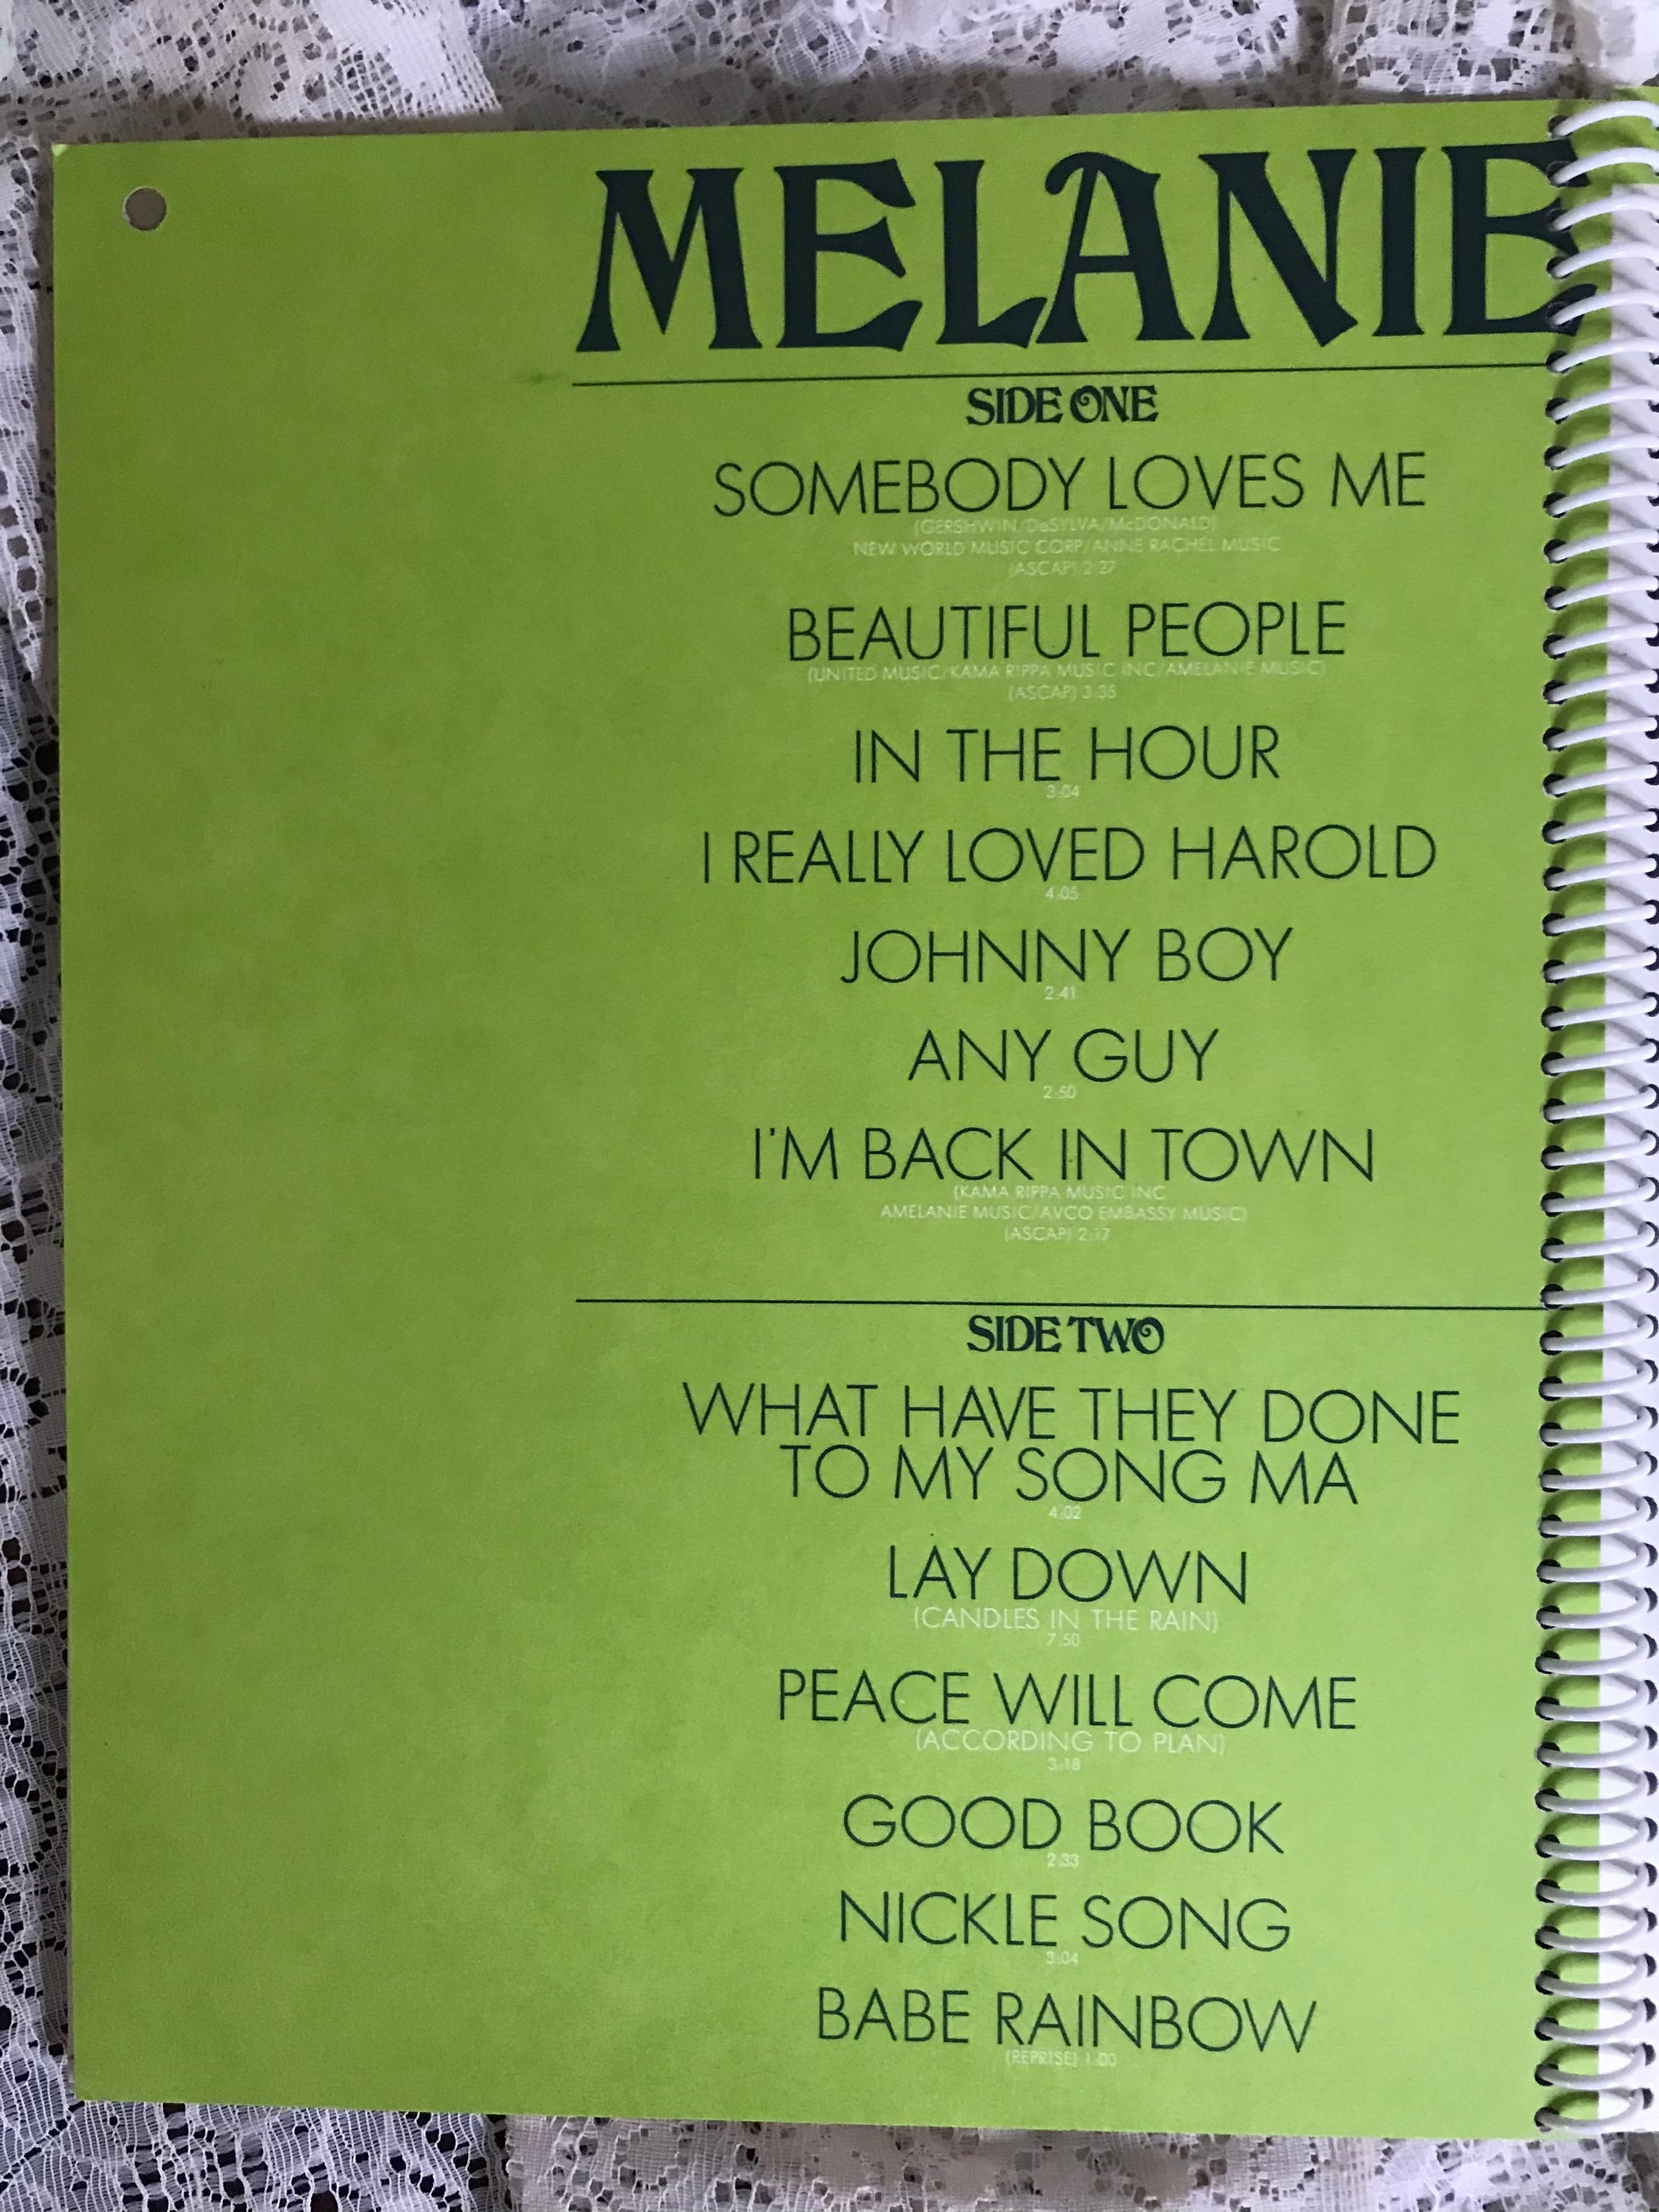 MELANIE
SIDE ONE
SOMEBODY LOVES ME
(GERSHWIN/DeSYLVA/McDONALD)
NEW WORLD MUSIC CORP/ANNE RACHEL MUSIC
(ASCAP) 2:27
BEAUTIFUL PEOPLE
(UNITED MUSIC/KAMA RIPPA MUSIC INC/AMELANIE MUSIC)
(ASCAP) 3:35
IN THE HOUR
3:04
I REALLY LOVED HAROLD
4:05
JOHNNY BOY
2:41
ANY GUY
2:50
I'M BACK IN TOWN
(KAMA RIPPA MUSIC INC
AMELANIE MUSIC/AVCO EMBASSY MUSIC)
(ASCAP) 2:17
SIDE TWO
WHAT HAVE THEY DONE
TO MY SONG MA
4:02
LAY DOWN
(CANDLES IN THE RAIN)
7:50
PEACE WILL COME
(ACCORDING TO PLAN)
3:18
GOOD BOOK
2:33
NICKLE SONG
3:04
BABE RAINBOW
(REPRISE) 1:00